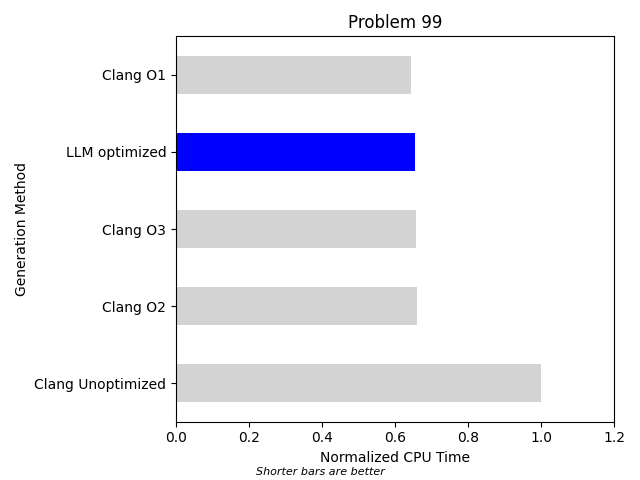 Problem 99
Generation Method
Clang O1
LLM optimized
Clang O3
Clang O2
Clang Unoptimized
0.0 0.2 0.4 0.6 0.8 1.0 1.2
Normalized CPU Time
Shorter bars are better